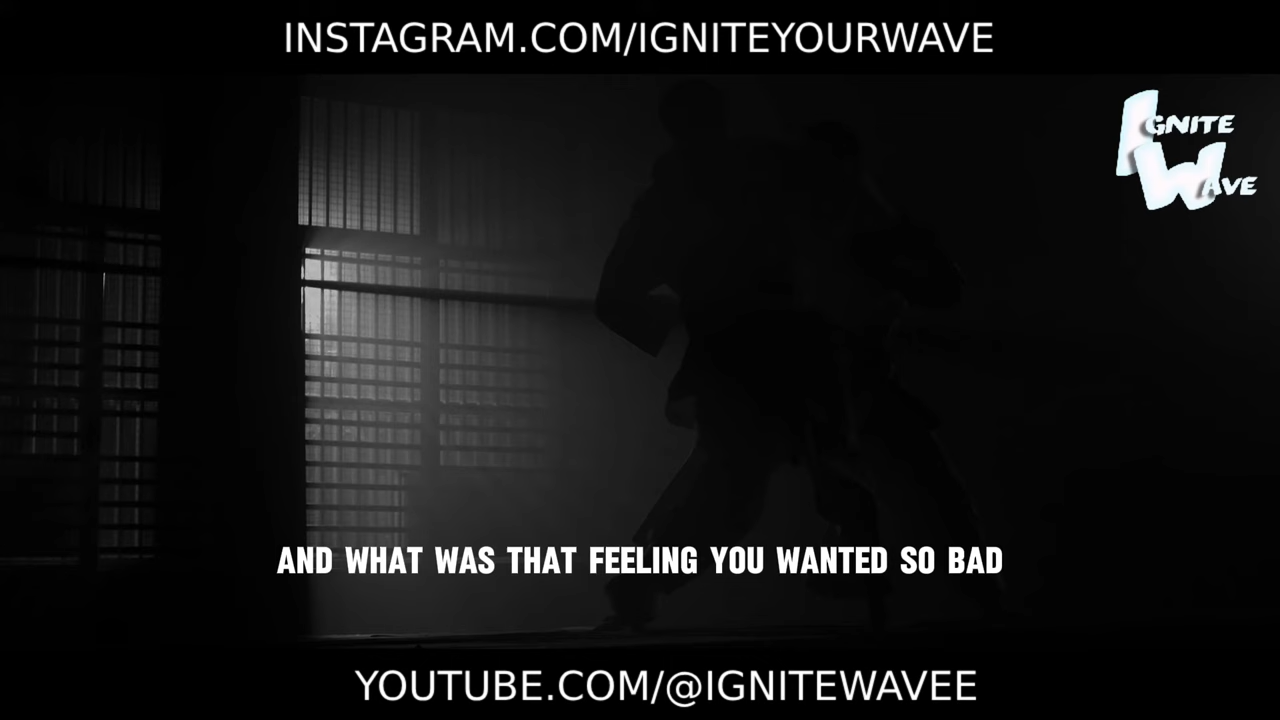 INSTAGRAM.COM/IGNITEYOURWAVE
IGNITE
WAVE
AND WHAT WAS THAT FEELING YOU WANTED SO BAD
YOUTUBE.COM/@IGNITEWAVEE